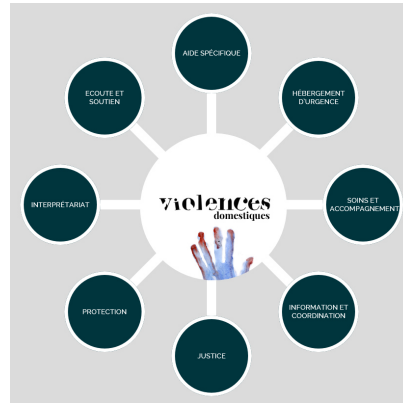 AIDE SPÉCIFIQUE
ECOUTE ET
SOUTIEN
HÉBERGEMENT
D'URGENCE
violences
domestiques
INTERPRÉTARIAT
SOINS ET
ACCOMPAGNEMENT
PROTECTION
INFORMATION ET
COORDINATION
JUSTICE